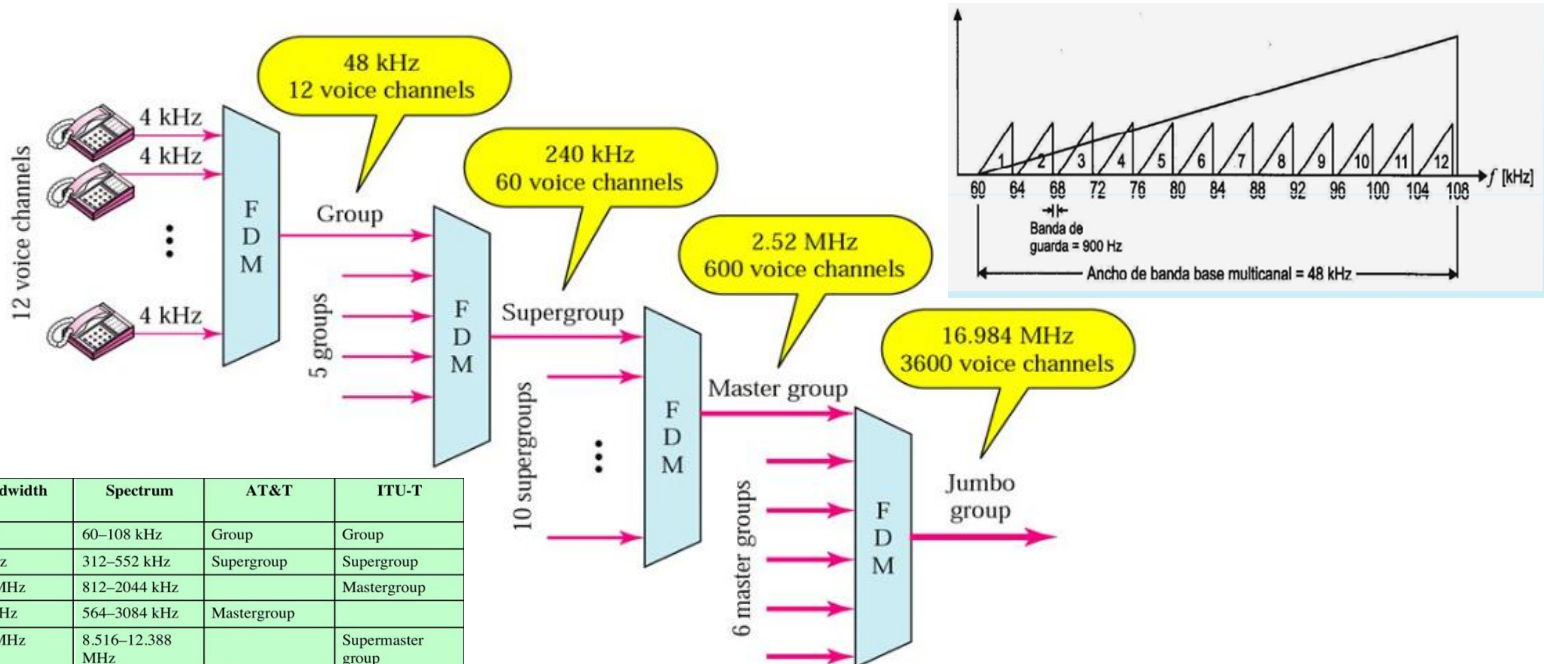 48 kHz
12 voice channels
12 voice channels
4 kHz
4 kHz
4 kHz
F
D
M
Group
240 kHz
60 voice channels
5 groups
F
D
M
Supergroup
2.52 MHz
600 voice channels
10 supergroups
F
D
M
Master group
16.984 MHz
3600 voice channels
6 master groups
F
D
M
Jumbo
group
1 2 3 4 5 6 7 8 9 10 11 12
f [kHz]
60 64 68 72 76 80 84 88 92 96 100 104 108
Banda de
guarda = 900 Hz
Ancho de banda base multicanal = 48 kHz
dwidth Spectrum AT&T ITU-T
60–108 kHz Group Group
z 312–552 kHz Supergroup Supergroup
MHz 812–2044 kHz Mastergroup
Hz 564–3084 kHz Mastergroup
MHz 8.516–12.388 Supermaster
MHz group